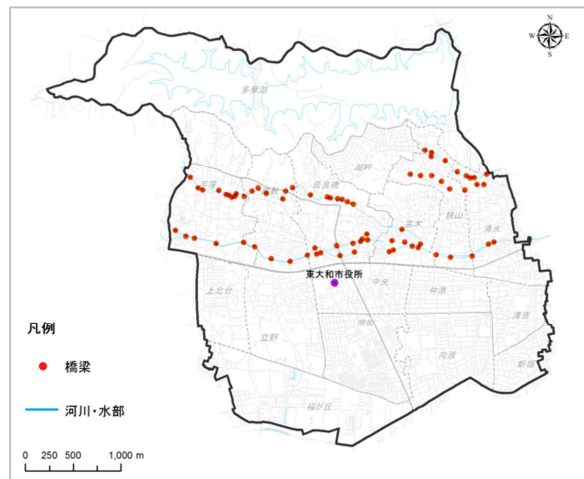 N
W E
S
多摩湖
湖畔
芋窪
蔵敷
奈良橋
高木
狭山
清水
東大和市役所
上北台
中央
仲原
立野
南街
清原
向原
新堀
桜が丘
凡例
橋梁
河川・水部
0 250 500 1,000 m